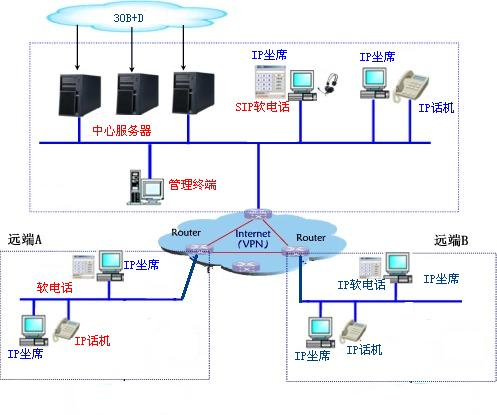 30B+D
IP坐席
IP坐席
SIP软电话
IP话机
中心服务器
管理终端
Router
Internet
(VPN)
Router
远端A
远端B
IP坐席
软电话
IP坐席
IP话机
IP坐席
IP软电话
IP坐席
IP话机